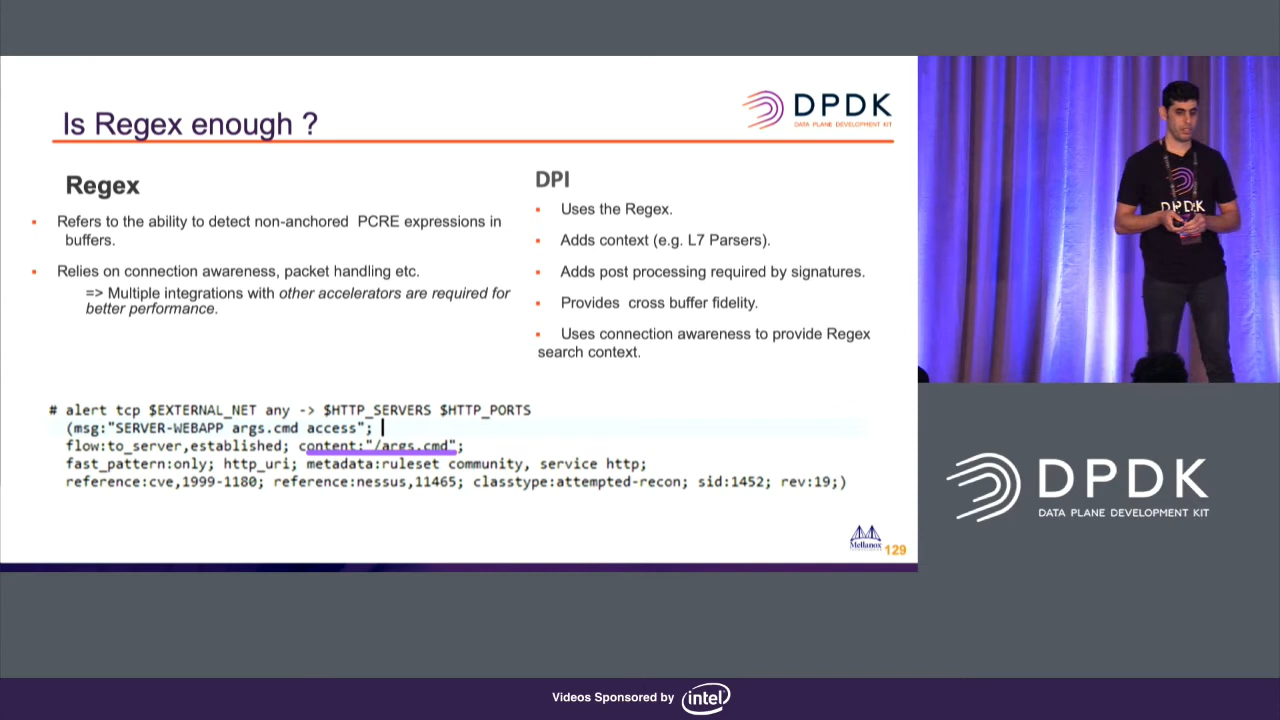 Is Regex enough ?
DPDK
DATA PLANE DEVELOPMENT KIT
Regex
▪ Refers to the ability to detect non-anchored PCRE expressions in
buffers.
▪ Relies on connection awareness, packet handling etc.
=> Multiple integrations with other accelerators are required for
better performance.
DPI
▪ Uses the Regex.
▪ Adds context (e.g. L7 Parsers).
▪ Adds post processing required by signatures.
▪ Provides cross buffer fidelity.
▪ Uses connection awareness to provide Regex
search context.
# alert tcp $EXTERNAL_NET any -> $HTTP_SERVERS $HTTP_PORTS
(msg:"SERVER-WEBAPP args.cmd access";
flow:to_server,established; content:"/args.cmd";
fast_pattern:only; http_uri; metadata:ruleset community, service http;
reference:cve,1999-1180; reference:nessus,11465; classtype:attempted-recon; sid:1452; rev:19;)
Mellanox
129
DPDK
DPDK
DATA PLANE DEVELOPMENT KIT
Videos Sponsored by intel